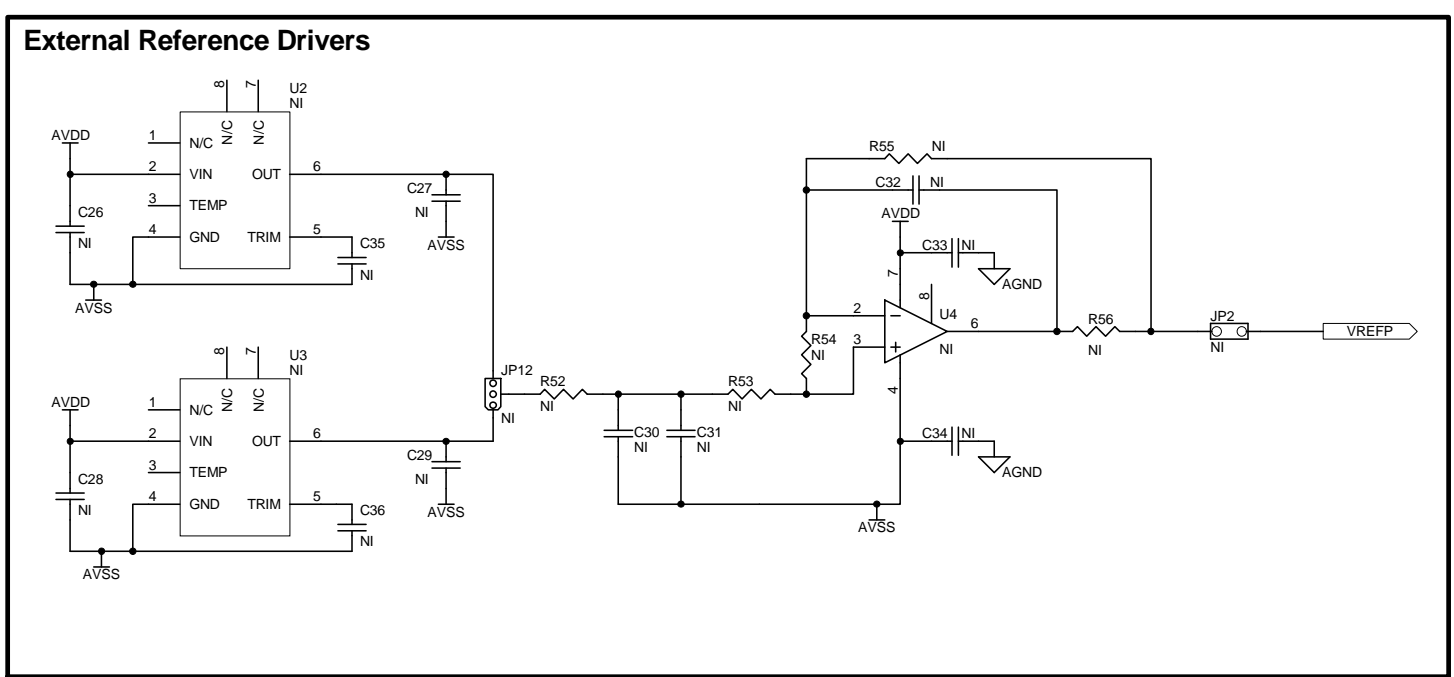 External Reference Drivers
8 7 U2
NI
AVDD
1 N/C N/C N/C
2 VIN OUT 6
C26
NI
3 TEMP
4 GND TRIM 5
C27
NI
AVSS
C35
NI
AVSS
8 7 U3
NI
AVDD
1 N/C N/C N/C
2 VIN OUT 6
C28
NI
3 TEMP
4 GND TRIM 5
C29
NI
AVSS
C36
NI
AVSS
JP12
NI
R52
NI
C30
NI
C31
NI
R53
NI
R54
NI
R55 NI
C32 NI
AVDD
C33 NI
AGND
7
8
2
3
4
U4
NI
6
R56
NI
JP2
NI
VREFP
C34 NI
AGND
AVSS